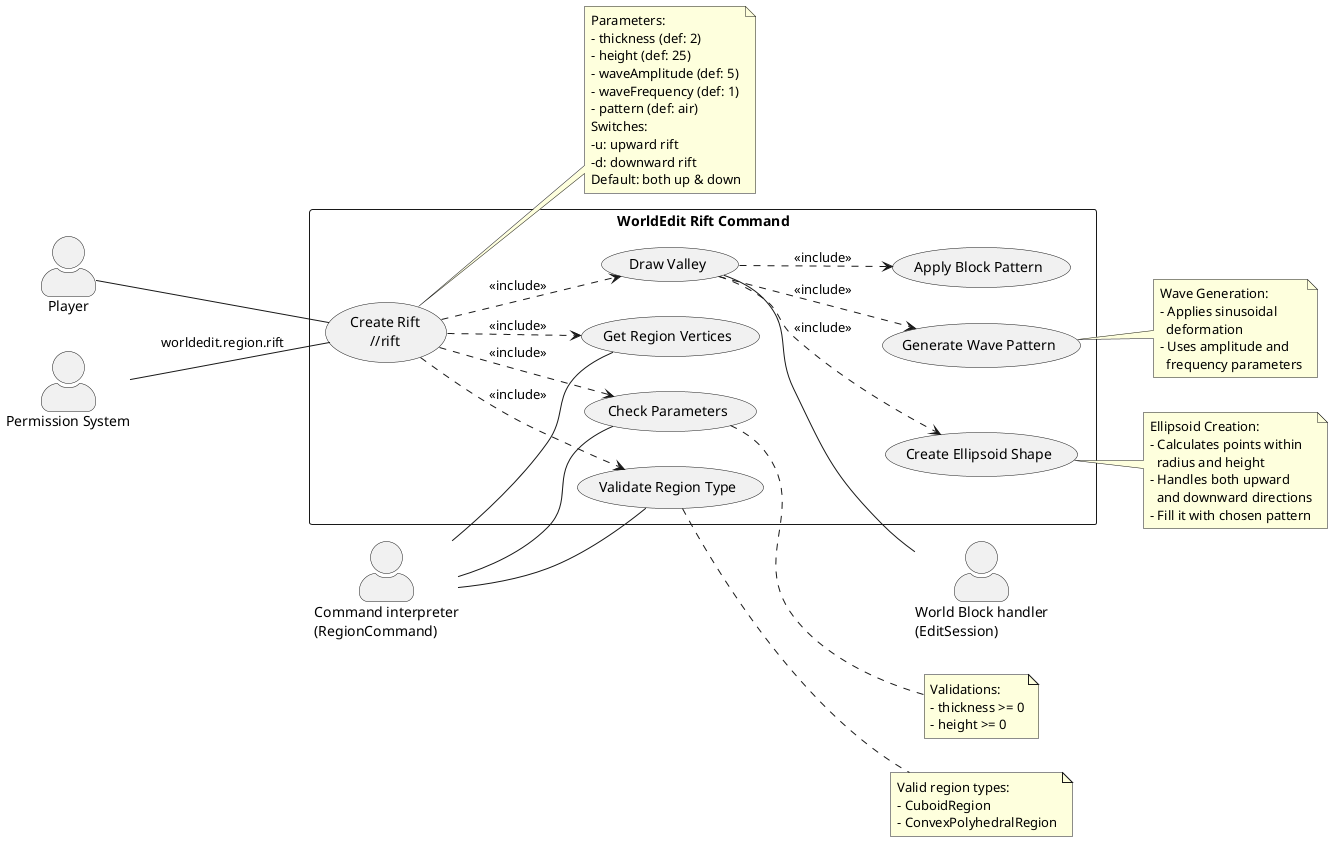 Parameters:
- thickness (def: 2)
- height (def: 25)
- waveAmplitude (def: 5)
- waveFrequency (def: 1)
- pattern (def: air)
Switches:
-u: upward rift
-d: downward rift
Default: both up & down
WorldEdit Rift Command
Player
worldedit.region.rift
Permission System
Create Rift
//rift
«include»
«include»
«include»
«include»
Draw Valley
Get Region Vertices
Check Parameters
Validate Region Type
«include»
«include»
«include»
Apply Block Pattern
Generate Wave Pattern
Create Ellipsoid Shape
Wave Generation:
- Applies sinusoidal
deformation
- Uses amplitude and
frequency parameters
Ellipsoid Creation:
- Calculates points within
radius and height
- Handles both upward
and downward directions
- Fill it with chosen pattern
Command interpreter
(RegionCommand)
World Block handler
(EditSession)
Validations:
- thickness >= 0
- height >= 0
Valid region types:
- CuboidRegion
- ConvexPolyhedralRegion